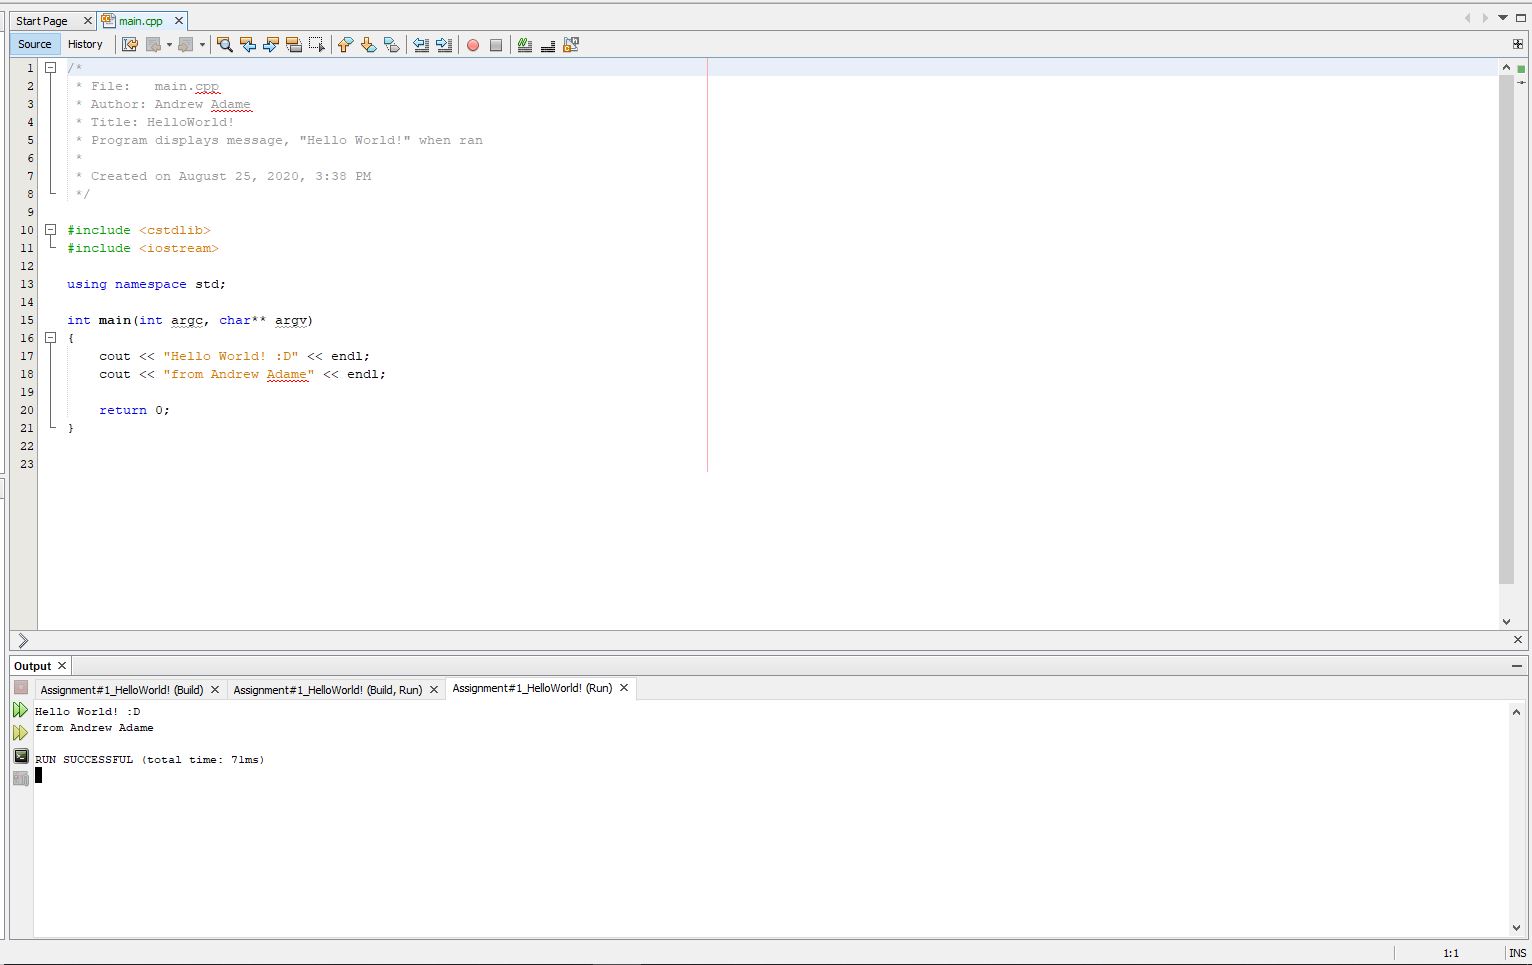 Start Page main.cpp
Source History
1 /*
2  * File:   main.cpp
3  * Author: Andrew Adame
4  * Title: HelloWorld!
5  * Program displays message, "Hello World!" when ran
6  *
7  * Created on August 25, 2020, 3:38 PM
8  */
9
10 #include <cstdlib>
11 #include <iostream>
12
13 using namespace std;
14
15 int main(int argc, char** argv)
16 {
17     cout << "Hello World! :D" << endl;
18     cout << "from Andrew Adame" << endl;
19
20     return 0;
21 }
22
23
Output
Assignment#1_HelloWorld! (Build) Assignment#1_HelloWorld! (Build, Run) Assignment#1_HelloWorld! (Run)
Hello World! :D
from Andrew Adame
RUN SUCCESSFUL (total time: 71ms)
1:1 INS